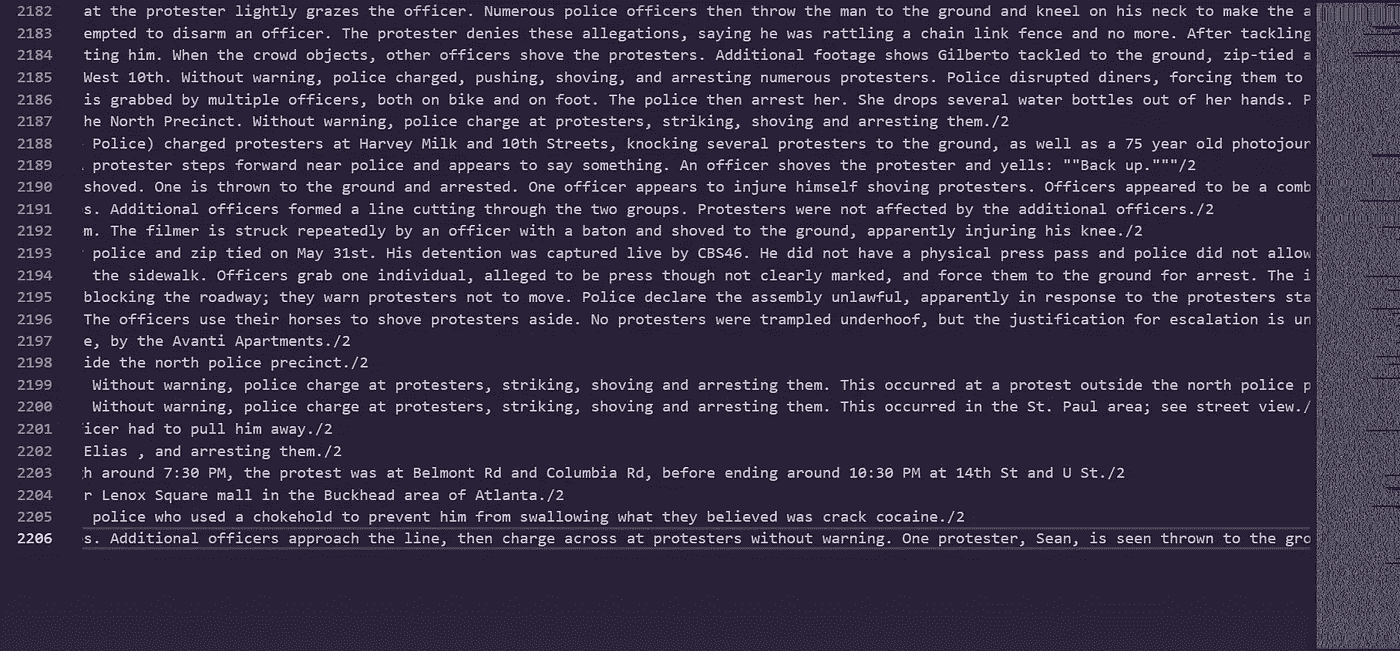 2182 at the protester lightly grazes the officer. Numerous police officers then throw the man to the ground and kneel on his neck to make the a
2183 empted to disarm an officer. The protester denies these allegations, saying he was rattling a chain link fence and no more. After tackling
2184 ting him. When the crowd objects, other officers shove the protesters. Additional footage shows Gilberto tackled to the ground, zip-tied a
2185 West 10th. Without warning, police charged, pushing, shoving, and arresting numerous protesters. Police disrupted diners, forcing them to
2186 is grabbed by multiple officers, both on bike and on foot. The police then arrest her. She drops several water bottles out of her hands. P
2187 he North Precinct. Without warning, police charge at protesters, striking, shoving and arresting them./2
2188 Police) charged protesters at Harvey Milk and 10th Streets, knocking several protesters to the ground, as well as a 75 year old photojour
2189 protester steps forward near police and appears to say something. An officer shoves the protester and yells: ""Back up."""/2
2190 shoved. One is thrown to the ground and arrested. One officer appears to injure himself shoving protesters. Officers appeared to be a comb
2191 s. Additional officers formed a line cutting through the two groups. Protesters were not affected by the additional officers./2
2192 m. The filmer is struck repeatedly by an officer with a baton and shoved to the ground, apparently injuring his knee./2
2193 police and zip tied on May 31st. His detention was captured live by CBS46. He did not have a physical press pass and police did not allow
2194 the sidewalk. Officers grab one individual, alleged to be press though not clearly marked, and force them to the ground for arrest. The i
2195 blocking the roadway; they warn protesters not to move. Police declare the assembly unlawful, apparently in response to the protesters sta
2196 The officers use their horses to shove protesters aside. No protesters were trampled underhoof, but the justification for escalation is un
2197 e, by the Avanti Apartments./2
2198 ide the north police precinct./2
2199 Without warning, police charge at protesters, striking, shoving and arresting them. This occurred at a protest outside the north police p
2200 Without warning, police charge at protesters, striking, shoving and arresting them. This occurred in the St. Paul area; see street view./
2201 icer had to pull him away./2
2202 Elias , and arresting them./2
2203 h around 7:30 PM, the protest was at Belmont Rd and Columbia Rd, before ending around 10:30 PM at 14th St and U St./2
2204 r Lenox Square mall in the Buckhead area of Atlanta./2
2205 police who used a chokehold to prevent him from swallowing what they believed was crack cocaine./2
2206 s. Additional officers approach the line, then charge across at protesters without warning. One protester, Sean, is seen thrown to the gro